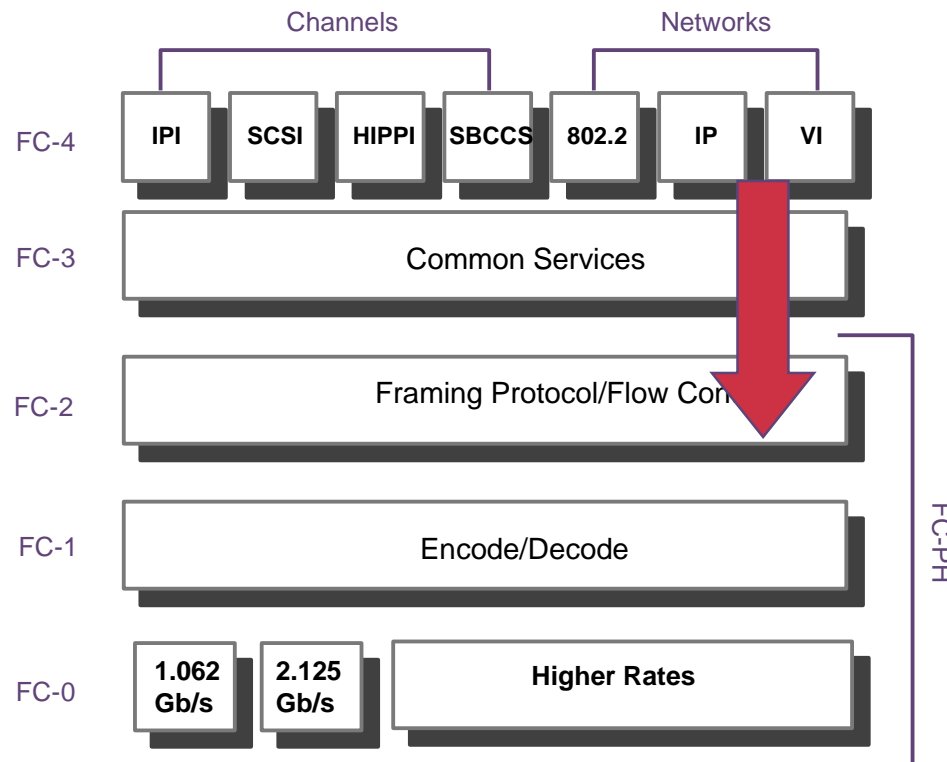 Channels
Networks
FC-4
IPI
SCSI
HIPPI
SBCCS
802.2
IP
VI
FC-3
Common Services
FC-2
Framing Protocol/Flow Con
FC-1
Encode/Decode
FC-PH
FC-0
1.062
Gb/s
2.125
Gb/s
Higher Rates